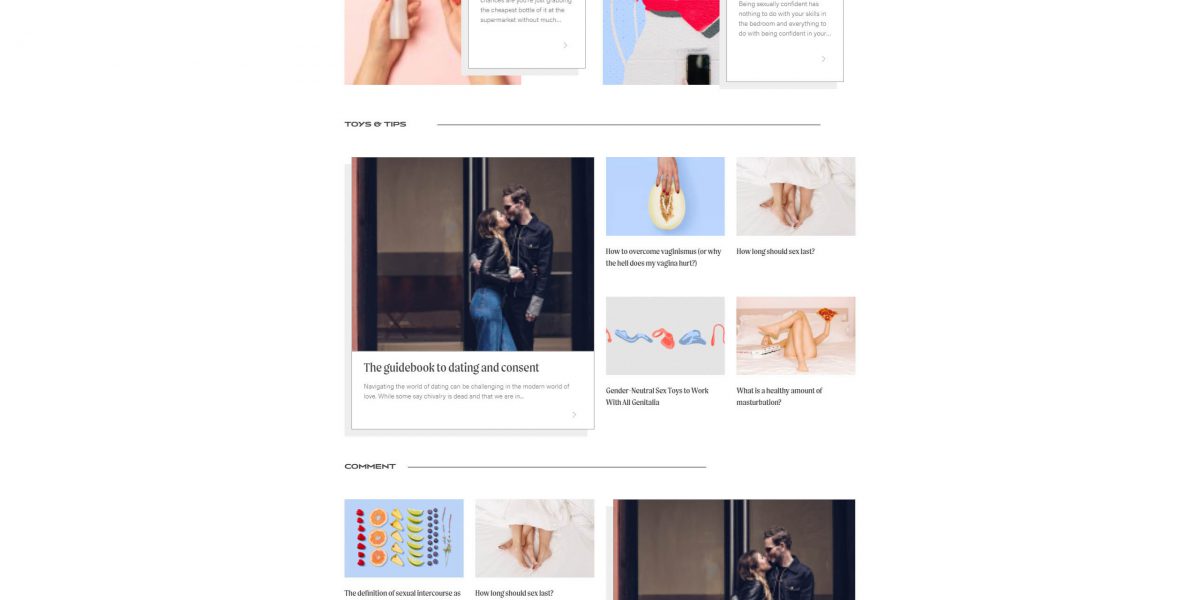 chances are you're just grabbing
the cheapest bottle of it at the
supermarket without much...
Being sexually confident has
nothing to do with your skills in
the bedroom and everything to
do with being confident in your...
TOYS & TIPS
The guidebook to dating and consent
Navigating the world of dating can be challenging in the modern world of
love. While some say chivalry is dead and that we are in...
How to overcome vaginismus (or why
the hell does my vagina hurt?)
How long should sex last?
Gender-Neutral Sex Toys to Work
With All Genitalia
What is a healthy amount of
masturbation?
COMMENT
The definition of sexual intercourse as
How long should sex last?